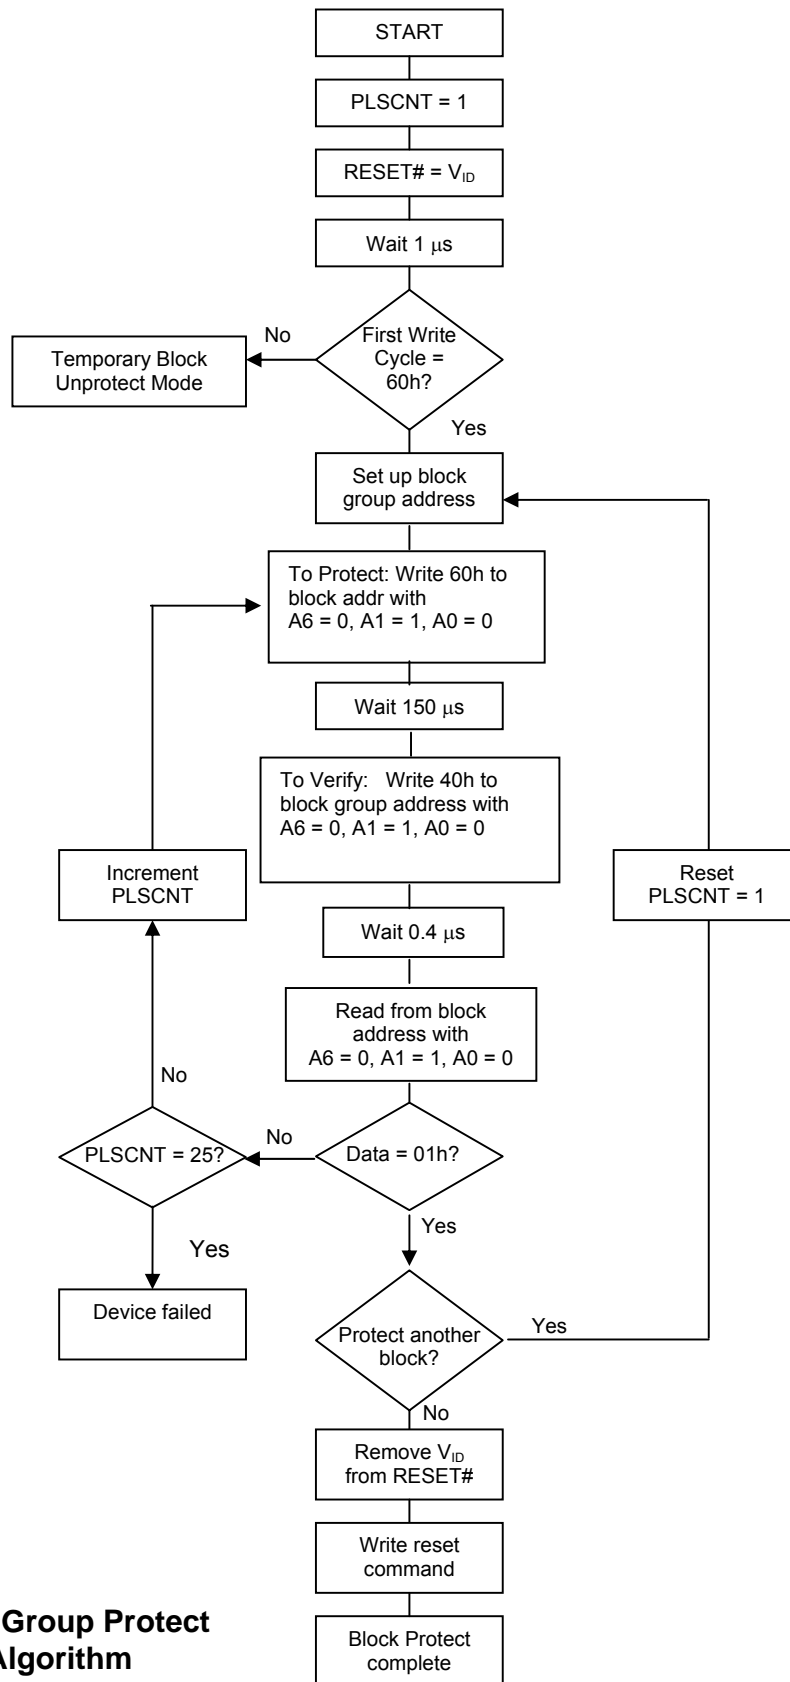 START
PLSCNT = 1
RESET# = VID
Wait 1 μs
First Write
Cycle =
60h?
No
Temporary Block
Unprotect Mode
Yes
Set up block
group address
To Protect: Write 60h to
block addr with
A6 = 0, A1 = 1, A0 = 0
Wait 150 μs
To Verify: Write 40h to
block group address with
A6 = 0, A1 = 1, A0 = 0
Increment
PLSCNT
Reset
PLSCNT = 1
Wait 0.4 μs
Read from block
address with
A6 = 0, A1 = 1, A0 = 0
No
PLSCNT = 25?
No
Data = 01h?
Yes
Yes
Device failed
Protect another
block?
Yes
No
Remove VID
from RESET#
Write reset
command
Group Protect
Algorithm
Block Protect
complete